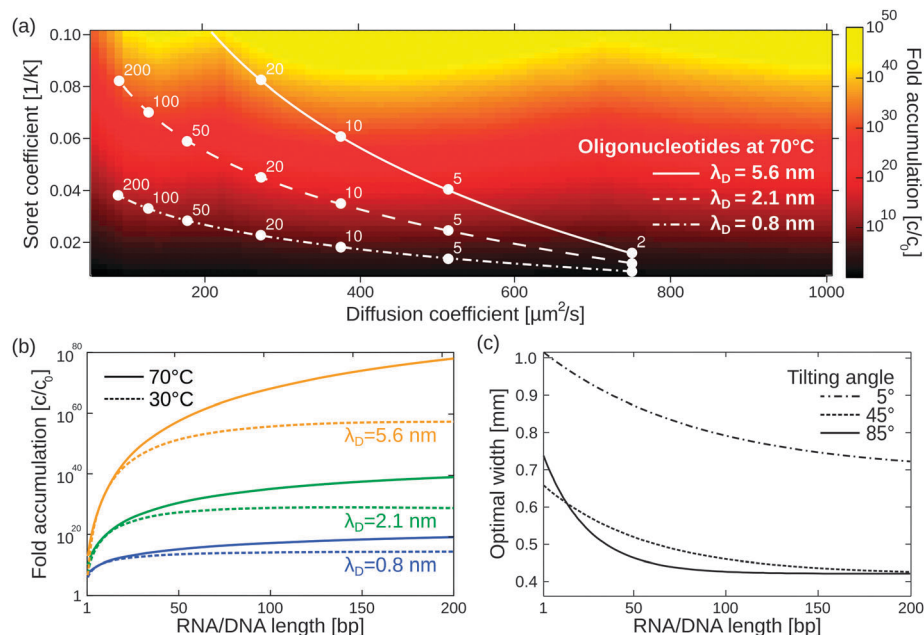 (a)
0.10
0.08
0.06
0.04
0.02
Soret coefficient [1/K]
200
100
50
20
10
5
200
100
50
20
10
5
20
10
5
2
Oligonucleotides at 70°C
λD = 5.6 nm
λD = 2.1 nm
λD = 0.8 nm
200
400
600
800
1000
Diffusion coefficient [µm²/s]
10⁵⁰
10⁴⁰
10³⁰
10²⁰
10¹⁰
Fold accumulation [c/c₀]
(b)
10⁸⁰
10⁶⁰
10⁴⁰
10²⁰
1
Fold accumulation [c/c₀]
70°C
30°C
λD=5.6 nm
λD=2.1 nm
λD=0.8 nm
1
50
100
150
200
RNA/DNA length [bp]
(c)
1.0
0.9
0.8
0.7
0.6
0.5
0.4
Optimal width [mm]
Tilting angle
5°
45°
85°
1
50
100
150
200
RNA/DNA length [bp]